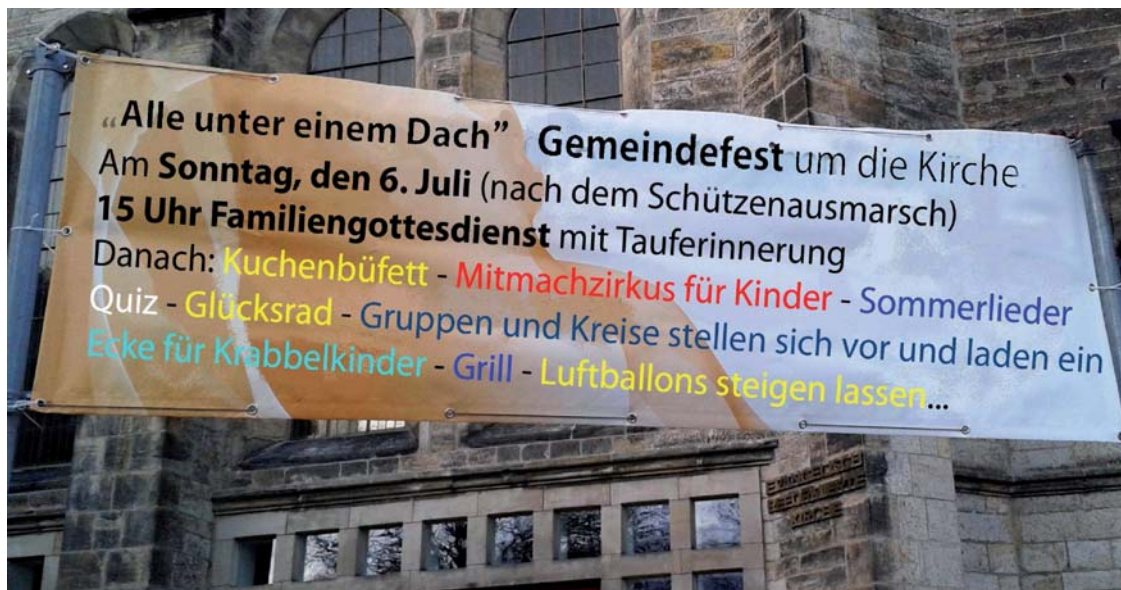 „Alle unter einem Dach” Gemeindefest um die Kirche
Am Sonntag, den 6. Juli (nach dem Schützenausmarsch)
15 Uhr Familiengottesdienst mit Tauferinnerung
Danach: Kuchenbüfett - Mitmachzirkus für Kinder - Sommerlieder
Quiz - Glücksrad - Gruppen und Kreise stellen sich vor und laden ein
Ecke für Krabbelkinder - Grill - Luftballons steigen lassen...
KIRCHE